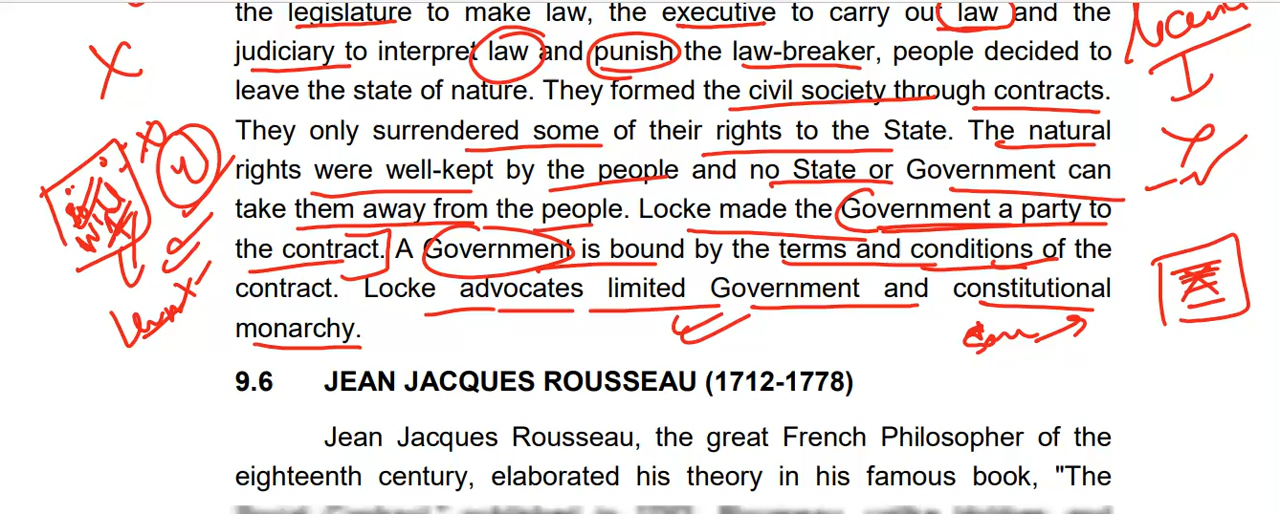 the legislature to make law, the executive to carry out law and the
judiciary to interpret law and punish the law-breaker, people decided to
leave the state of nature. They formed the civil society through contracts.
They only surrendered some of their rights to the State. The natural
rights were well-kept by the people and no State or Government can
take them away from the people. Locke made the Government a party to
the contract. A Government is bound by the terms and conditions of the
contract. Locke advocates limited Government and constitutional
monarchy.
9.6 JEAN JACQUES ROUSSEAU (1712-1778)
Jean Jacques Rousseau, the great French Philosopher of the
eighteenth century, elaborated his theory in his famous book, "The